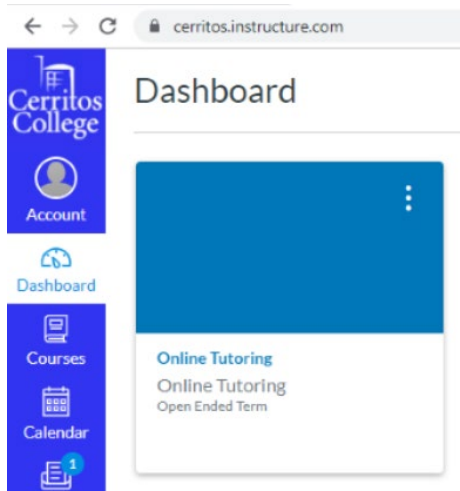 cerritos.instructure.com
Cerritos
College
Dashboard
Account
Dashboard
Courses
Calendar
1
Online Tutoring
Online Tutoring
Open Ended Term